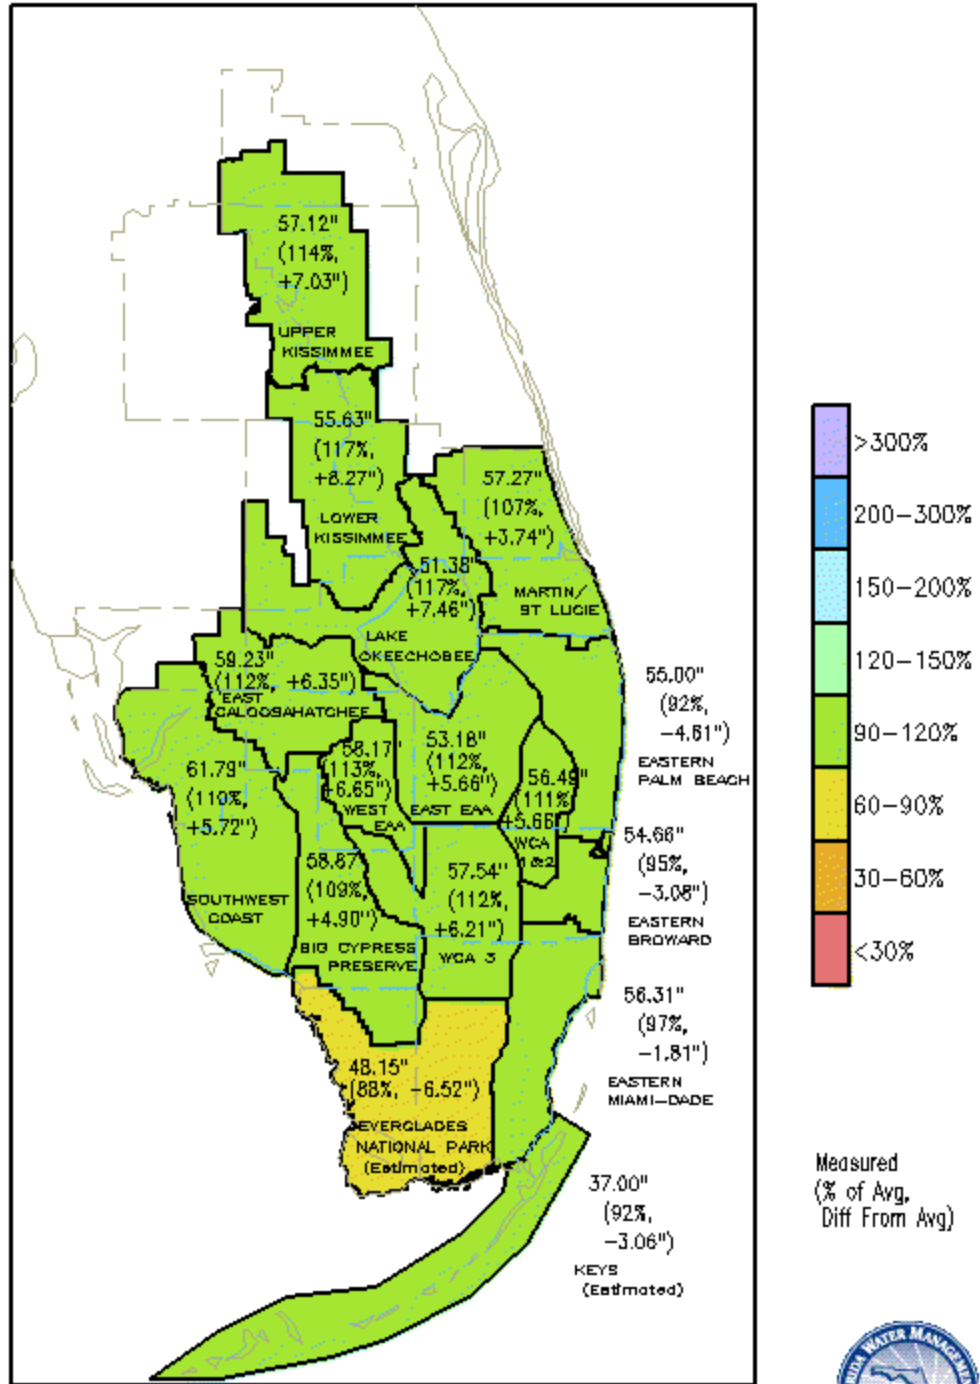 57.12"
(114%,
+7.03")
UPPER
KISSIMMEE
55.63"
(117%,
+8.27")
LOWER
KISSIMMEE
57.27"
(107%,
+3.74")
MARTIN/
ST LUCIE
51.38"
(117%,
+7.46")
LAKE
OKEECHOBEE
59.23"
(112%, +6.35")
EAST
CALOOSAHATCHEE
58.17"
(113%,
+6.65")
WEST
EAA
53.18"
(112%,
+5.66")
EAST EAA
56.49"
(111%
+5.66"
WCA
1&2
55.00"
(92%,
-4.61")
EASTERN
PALM BEACH
61.79"
(110%,
+5.72")
SOUTHWEST
COAST
58.87"
(109%,
+4.90")
BIG CYPRESS
PRESERVE
57.54"
(112%,
+6.21")
WCA 3
54.66"
(95%,
-3.08")
EASTERN
BROWARD
56.31"
(97%,
-1.81")
EASTERN
MIAMI-DADE
48.15"
(88%, -6.52")
EVERGLADES
NATIONAL PARK
(Estimated)
37.00"
(92%,
-3.06")
KEYS
(Estimated)
>300%
200-300%
150-200%
120-150%
90-120%
60-90%
30-60%
<30%
Measured
(% of Avg,
Diff From Avg)
WATER